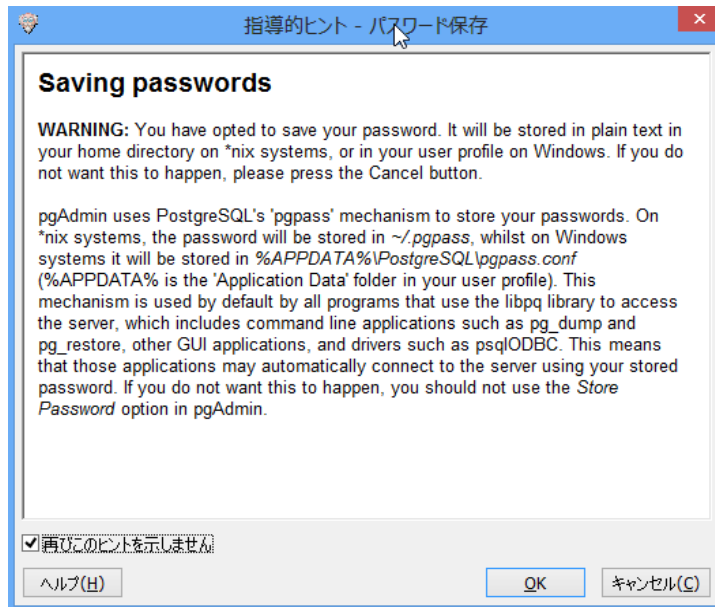 指導的ヒント - パスワード保存
Saving passwords
WARNING: You have opted to save your password. It will be stored in plain text in
your home directory on *nix systems, or in your user profile on Windows. If you do
not want this to happen, please press the Cancel button.
pgAdmin uses PostgreSQL's 'pgpass' mechanism to store your passwords. On
*nix systems, the password will be stored in ~/.pgpass, whilst on Windows
systems it will be stored in %APPDATA%\PostgreSQL\pgpass.conf
(%APPDATA% is the 'Application Data' folder in your user profile). This
mechanism is used by default by all programs that use the libpq library to access
the server, which includes command line applications such as pg_dump and
pg_restore, other GUI applications, and drivers such as psqlODBC. This means
that those applications may automatically connect to the server using your stored
password. If you do not want this to happen, you should not use the Store
Password option in pgAdmin.
再びこのヒントを示しません
ヘルプ(H)
OK
キャンセル(C)